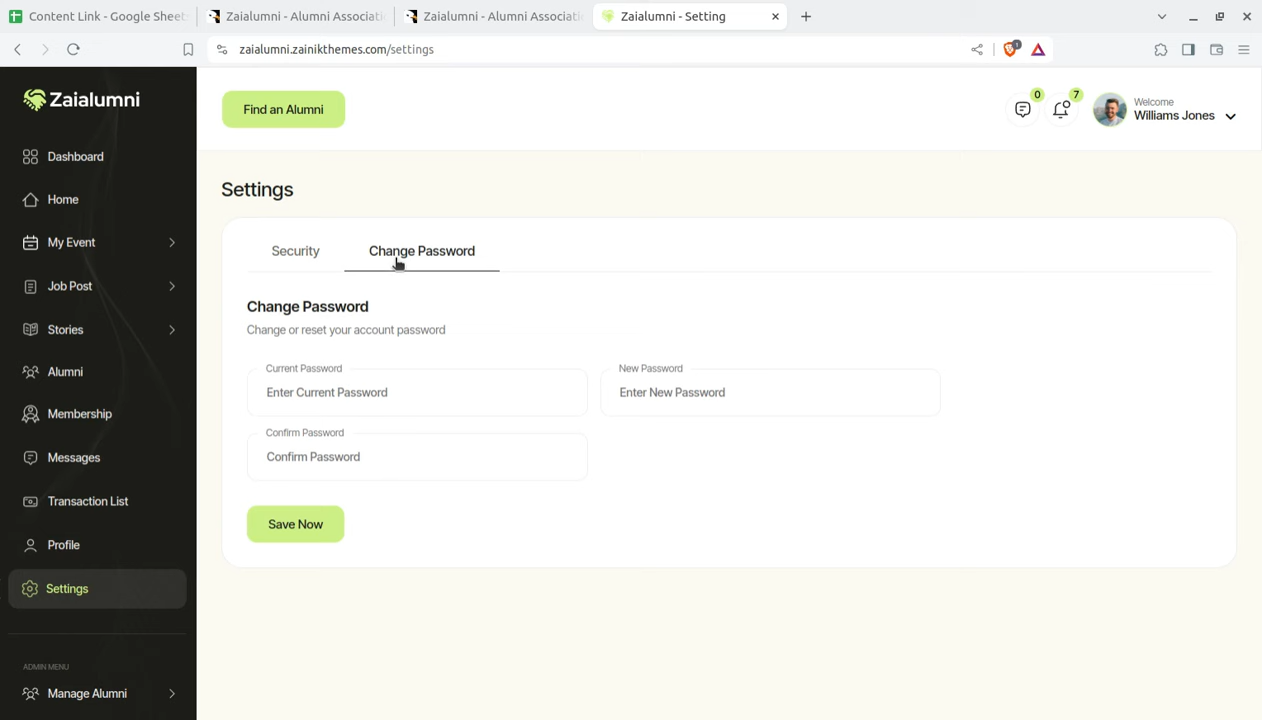 Content Link - Google Sheets
Zaialumni - Alumni Associati
Zaialumni - Alumni Associati
Zaialumni - Setting
zaialumni.zainikthemes.com/settings
1
Zaialumni
Find an Alumni
0
7
Welcome
Williams Jones
Dashboard
Home
My Event
Job Post
Stories
Alumni
Membership
Messages
Transaction List
Profile
Settings
ADMIN MENU
Manage Alumni
Settings
Security
Change Password
Change Password
Change or reset your account password
Current Password
Enter Current Password
New Password
Enter New Password
Confirm Password
Confirm Password
Save Now